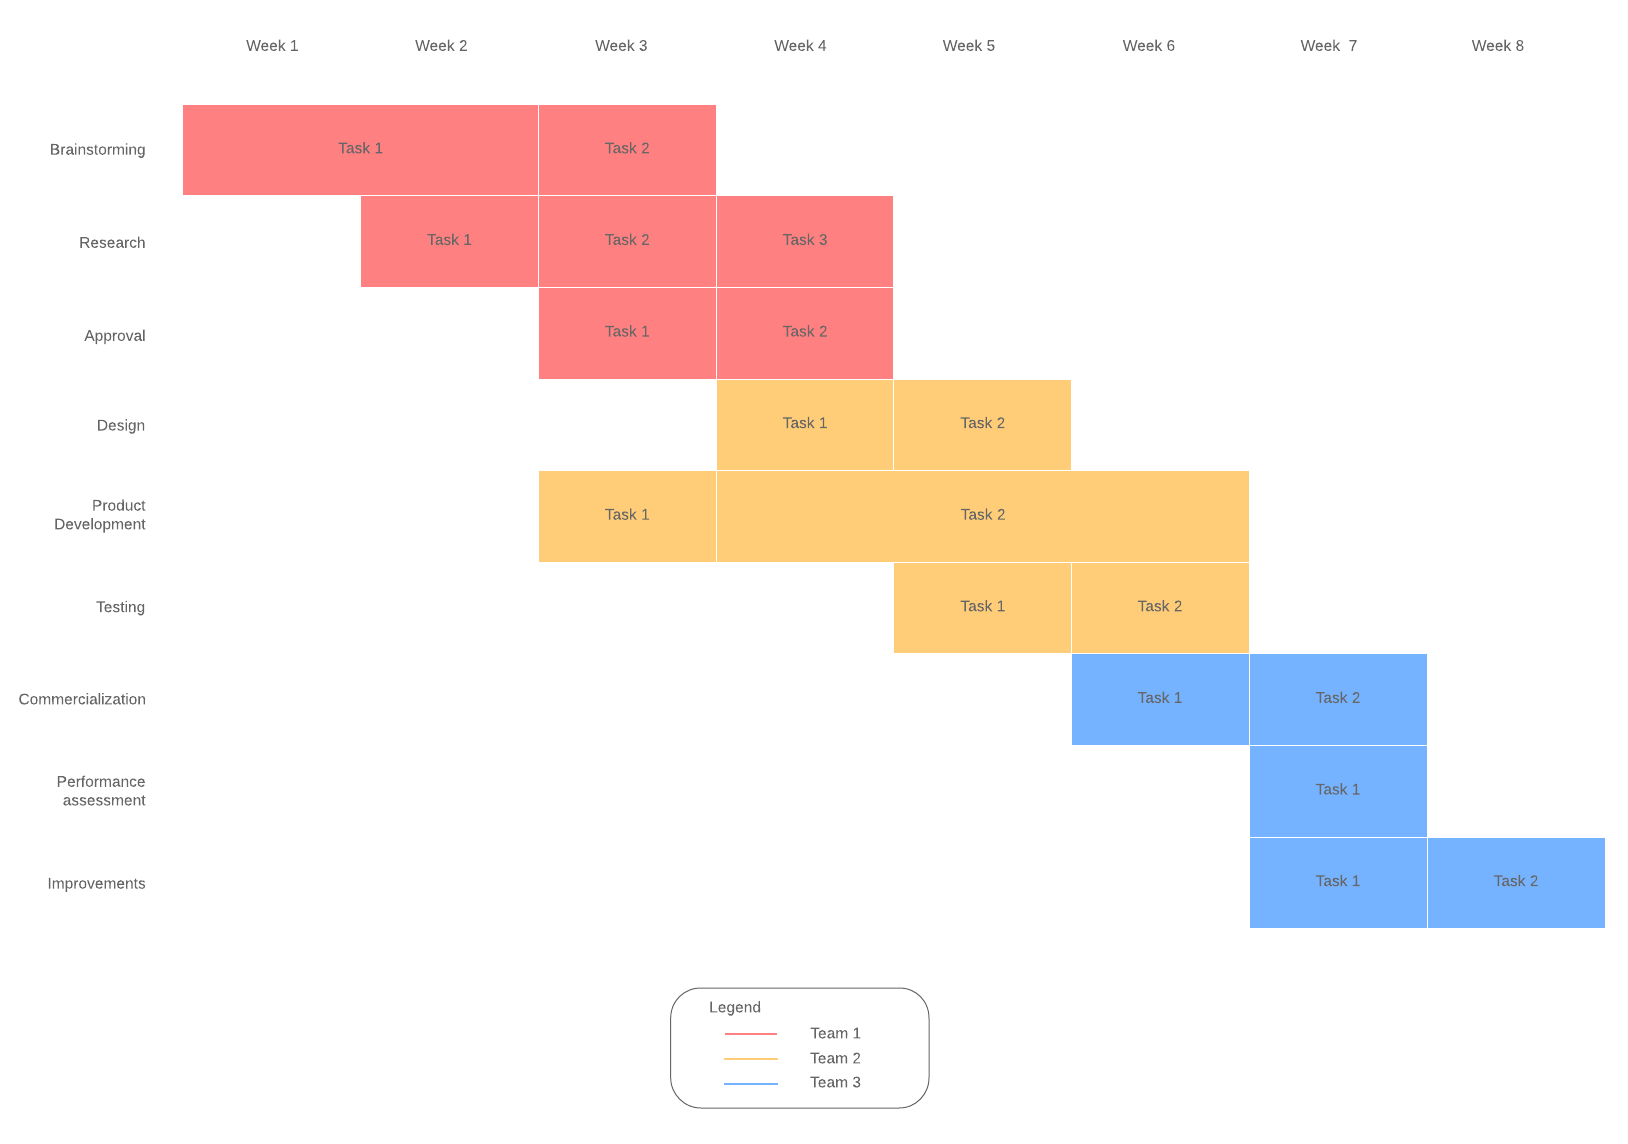 Week 1
Week 2
Week 3
Week 4
Week 5
Week 6
Week  7
Week 8
Brainstorming
Task 1
Task 2
Research
Task 1
Task 2
Task 3
Approval
Task 1
Task 2
Design
Task 1
Task 2
Product
Development
Task 1
Task 2
Testing
Task 1
Task 2
Commercialization
Task 1
Task 2
Performance
assessment
Task 1
Improvements
Task 1
Task 2
Legend
Team 1
Team 2
Team 3